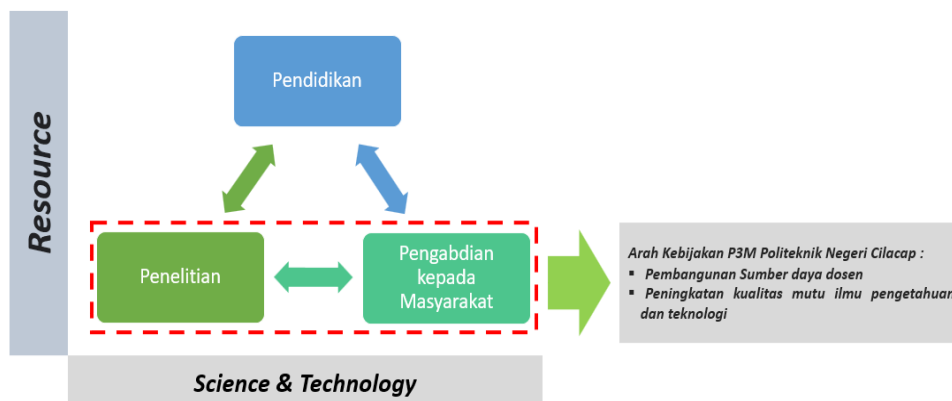 Resource
Pendidikan
Penelitian
Pengabdian
kepada
Masyarakat
Arah Kebijakan P3M Politeknik Negeri Cilacap :
▪ Pembangunan Sumber daya dosen
▪ Peningkatan kualitas mutu ilmu pengetahuan
dan teknologi
Science & Technology